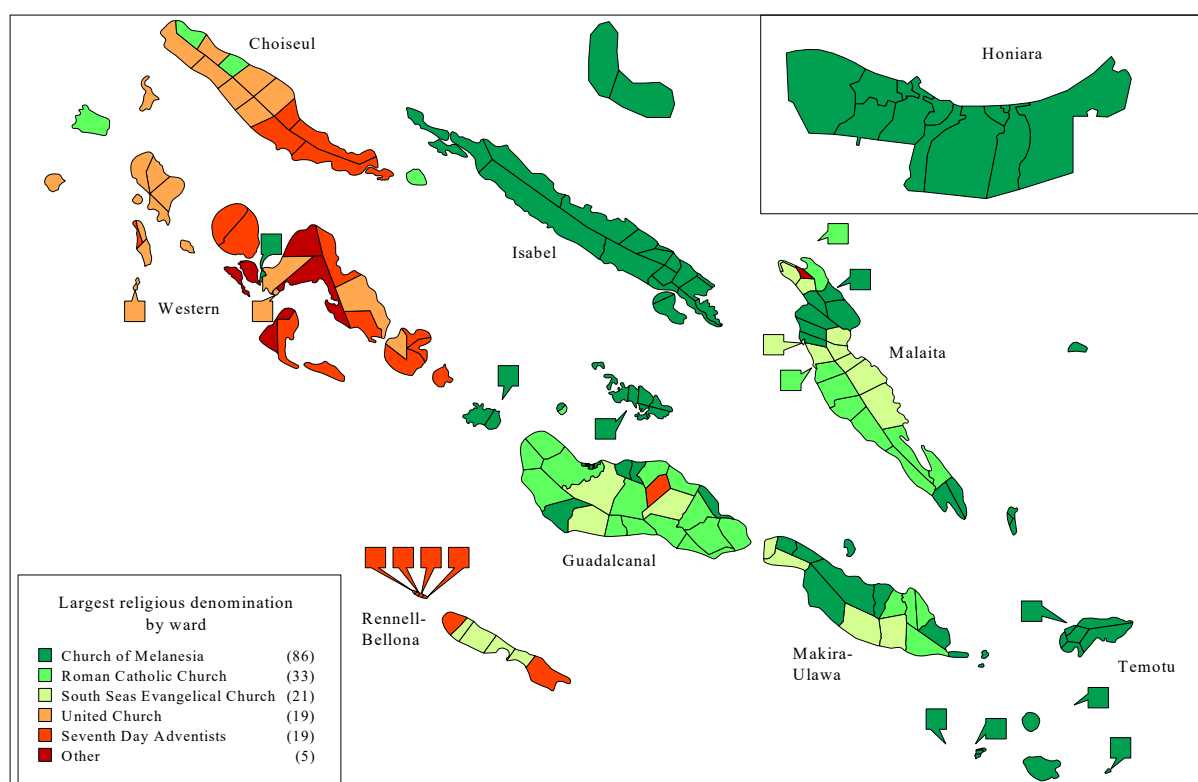 Choiseul
Honiara
Isabel
Western
Malaita
Guadalcanal
Rennell-
Bellona
Makira-
Ulawa
Temotu
Largest religious denomination
by ward
Church of Melanesia (86)
Roman Catholic Church (33)
South Seas Evangelical Church (21)
United Church (19)
Seventh Day Adventists (19)
Other (5)